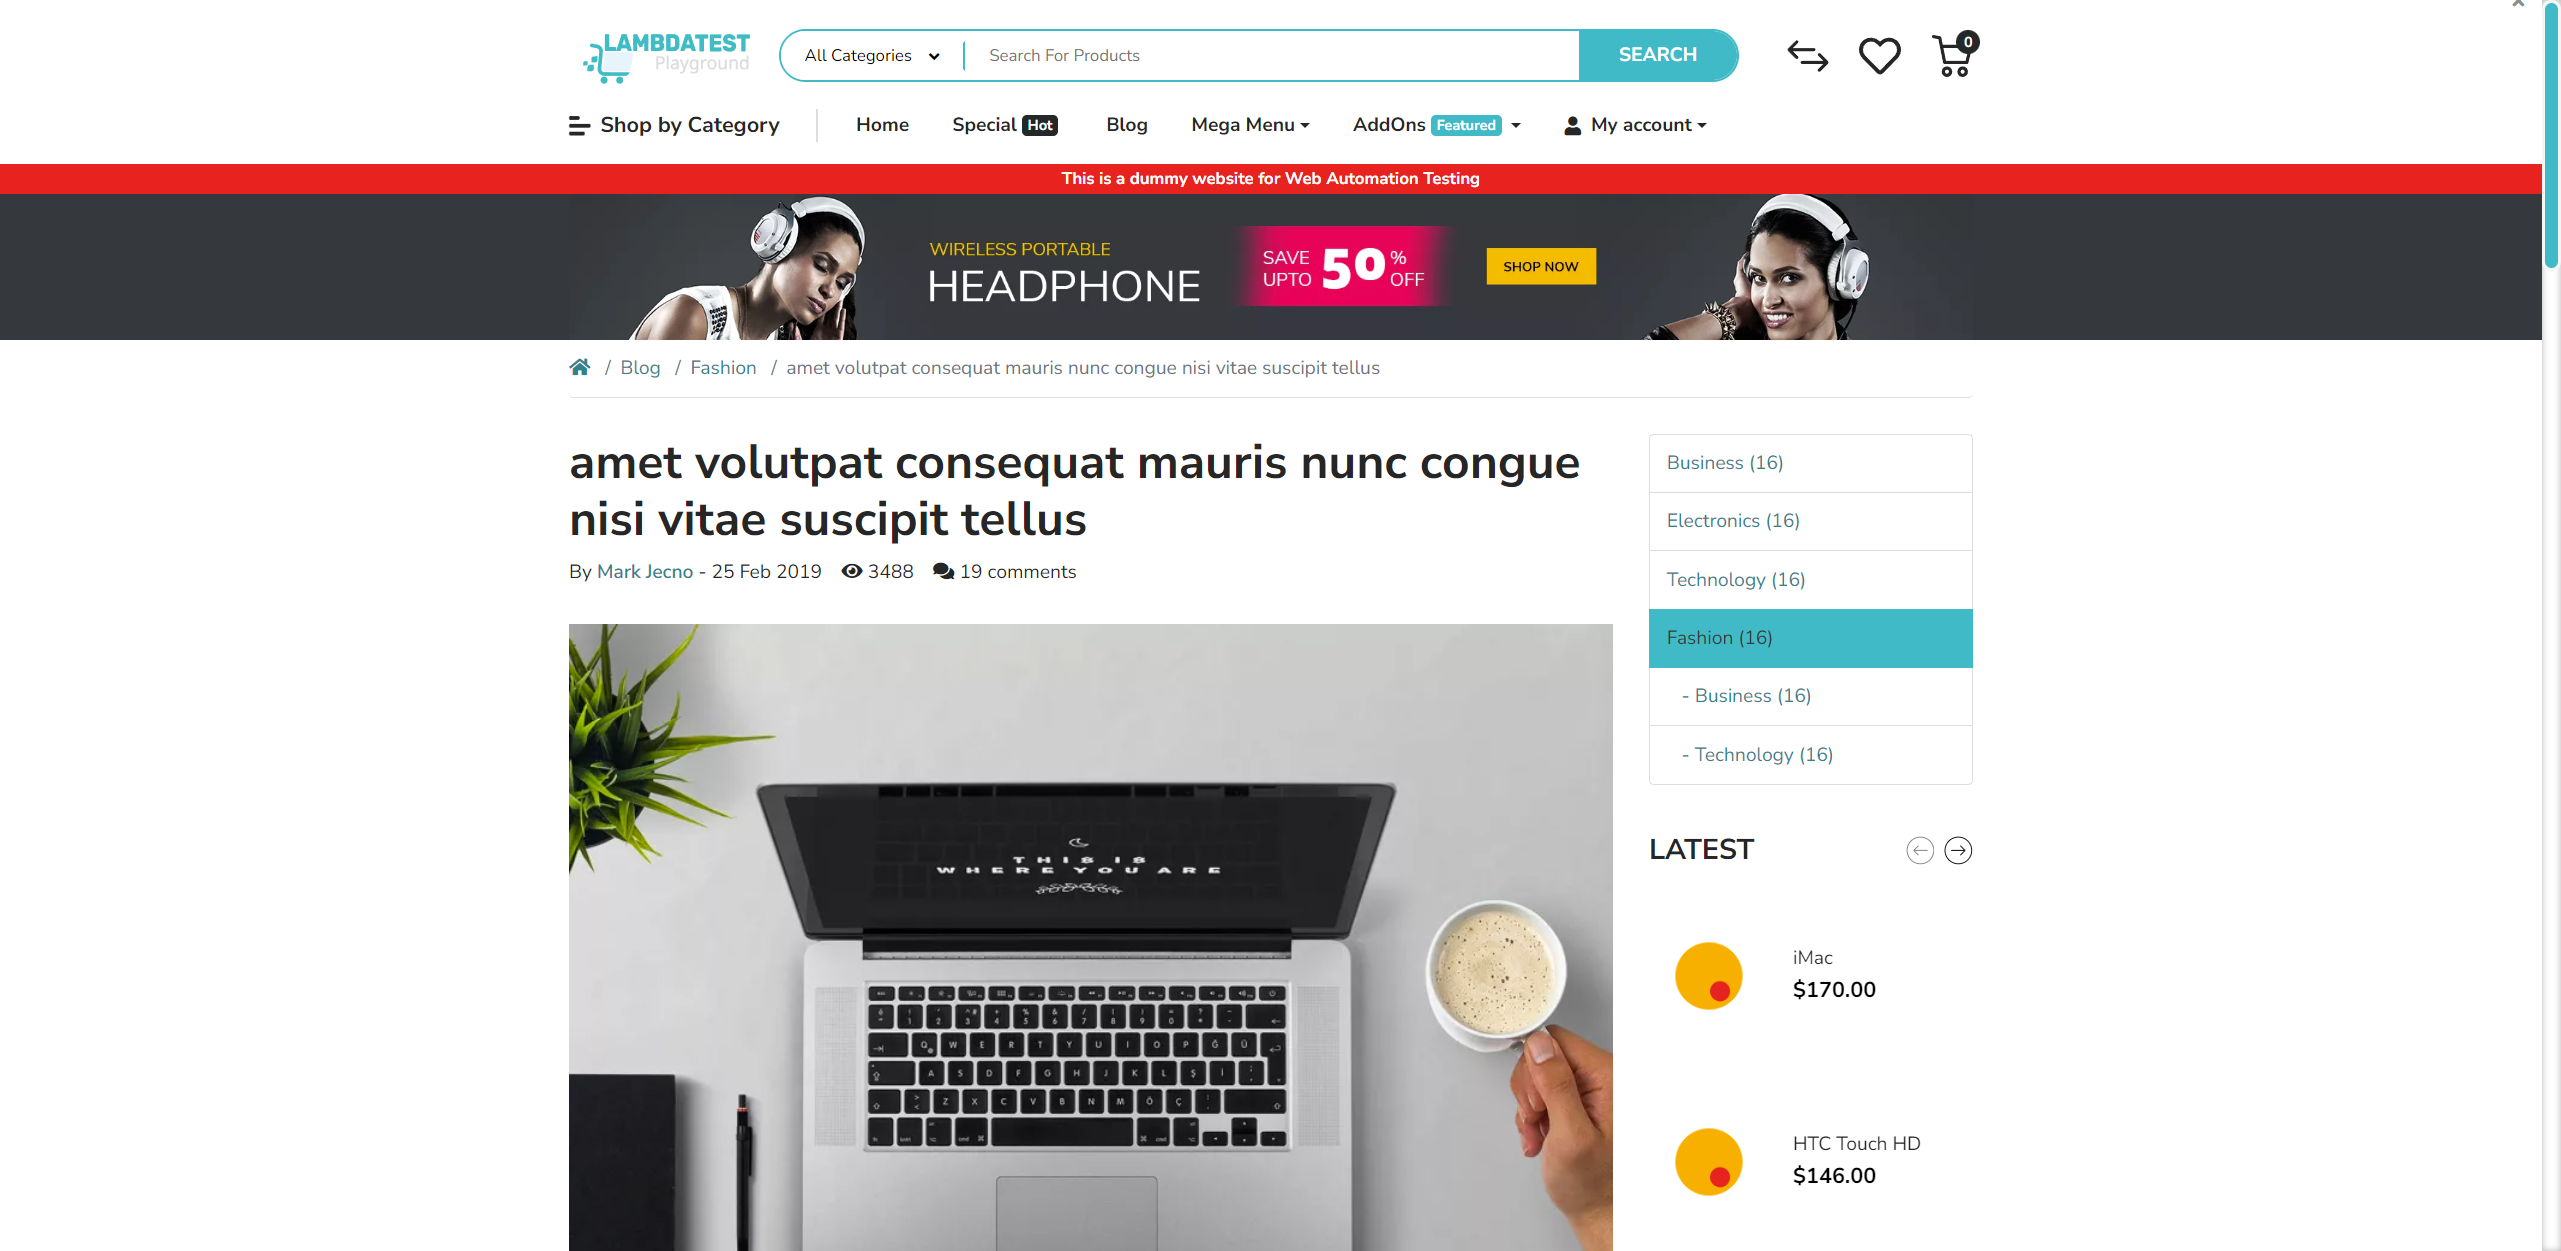 LAMBDATEST
Playground
All Categories
Search For Products
SEARCH
0
Shop by Category
Home
Special Hot
Blog
Mega Menu
AddOns Featured
My account
This is a dummy website for Web Automation Testing
WIRELESS PORTABLE
HEADPHONE
SAVE UPTO 50% OFF
SHOP NOW
/ Blog / Fashion / amet volutpat consequat mauris nunc congue nisi vitae suscipit tellus
amet volutpat consequat mauris nunc congue
nisi vitae suscipit tellus
By Mark Jecno - 25 Feb 2019 3488 19 comments
THIS IS
WHERE YOU ARE
Business (16)
Electronics (16)
Technology (16)
Fashion (16)
- Business (16)
- Technology (16)
LATEST
iMac
$170.00
HTC Touch HD
$146.00